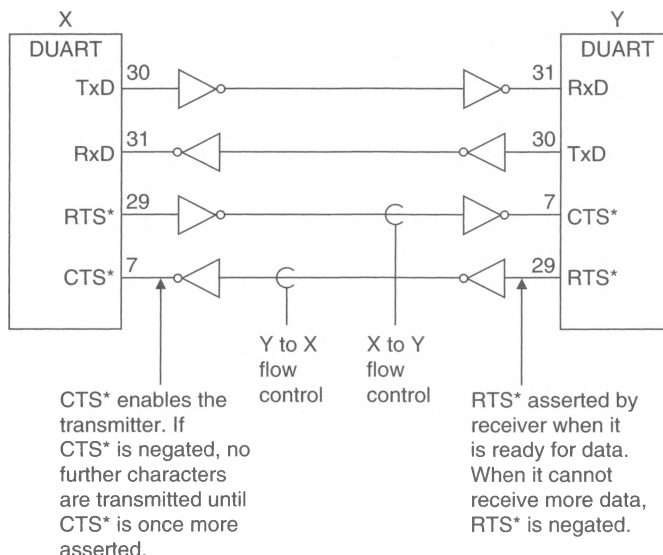 X
Y
DUART
DUART
TxD
30
31
RxD
RxD
31
30
TxD
RTS*
29
7
CTS*
CTS*
7
29
RTS*
Y to X
flow
control
X to Y
flow
control
CTS* enables the
transmitter. If
CTS* is negated, no
further characters
are transmitted until
CTS* is once more
asserted.
RTS* asserted by
receiver when it
is ready for data.
When it cannot
receive more data,
RTS* is negated.